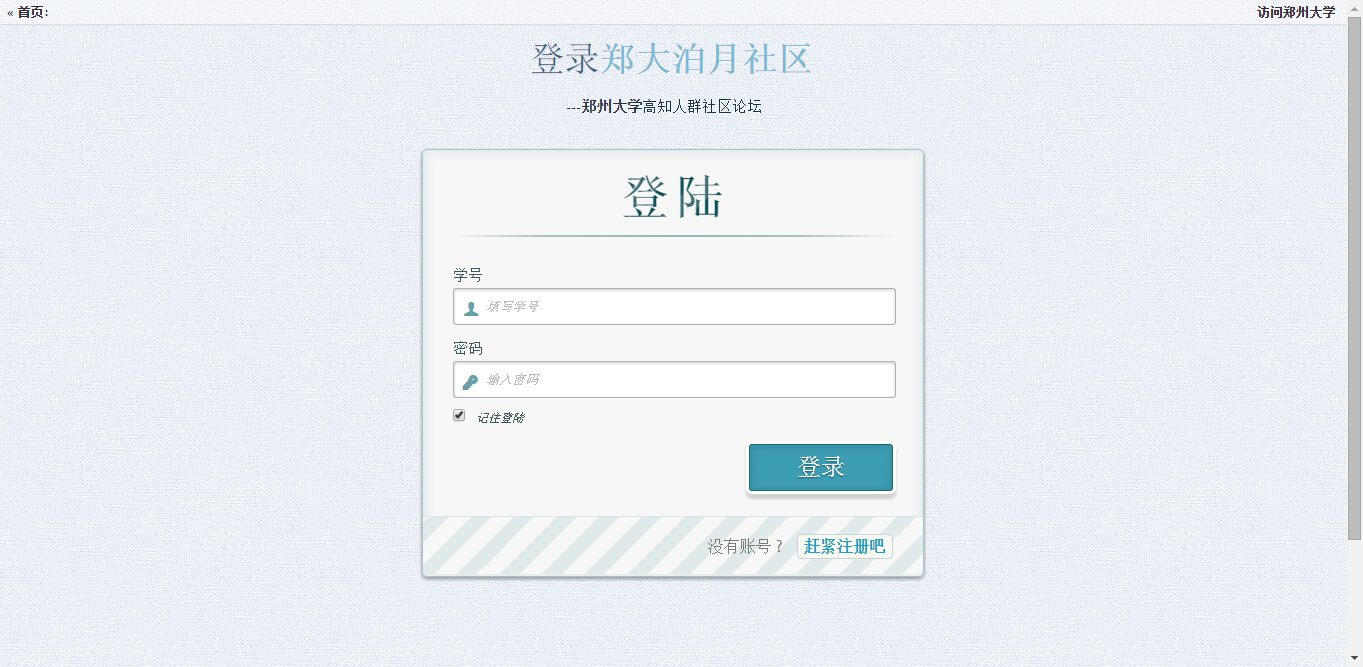 « 首页:
访问郑州大学
登录郑大泊月社区
---郑州大学高知人群社区论坛
登陆
学号
填写学号
密码
输入密码
记住登陆
登录
没有账号？ 赶紧注册吧